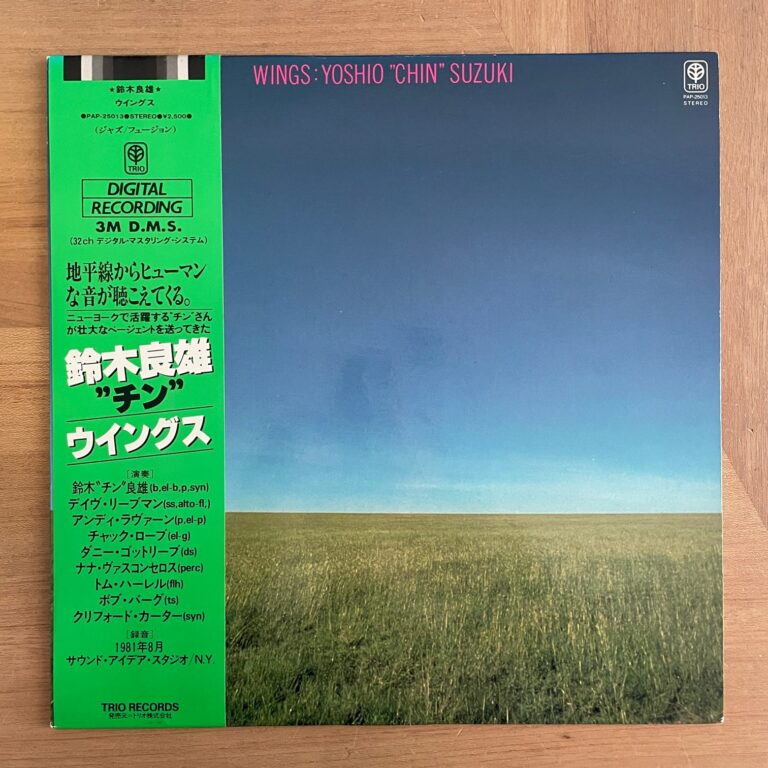 WINGS : YOSHIO "CHIN" SUZUKI
TRIO
PAP-25013
STEREO
★鈴木良雄★
ウイングス
●PAP-25013●STEREO●¥2,500●
(ジャズ/フュージョン)
TRIO
DIGITAL
RECORDING
3M D.M.S.
(32ch デジタル・マスタリング・システム)
地平線からヒューマン
な音が聴こえてくる。
ニューヨークで活躍する"チン"さん
が壮大なページェントを送ってきた
鈴木良雄
"チン"
ウイングス
[演奏]
鈴木"チン"良雄(b,el-b,p,syn)
デイヴ・リーブマン(ss,alto-fl,)
アンディ・ラヴァーン(p,el-p)
チャック・ローブ(el-g)
ダニー・ゴットリーブ(ds)
ナナ・ヴァスコンセロス(perc)
トム・ハーレル(flh)
ボブ・バーグ(ts)
クリフォード・カーター(syn)
[録音]
1981年8月
サウンド・アイデア・スタジオ/N.Y.
TRIO RECORDS
発売元=トリオ株式会社